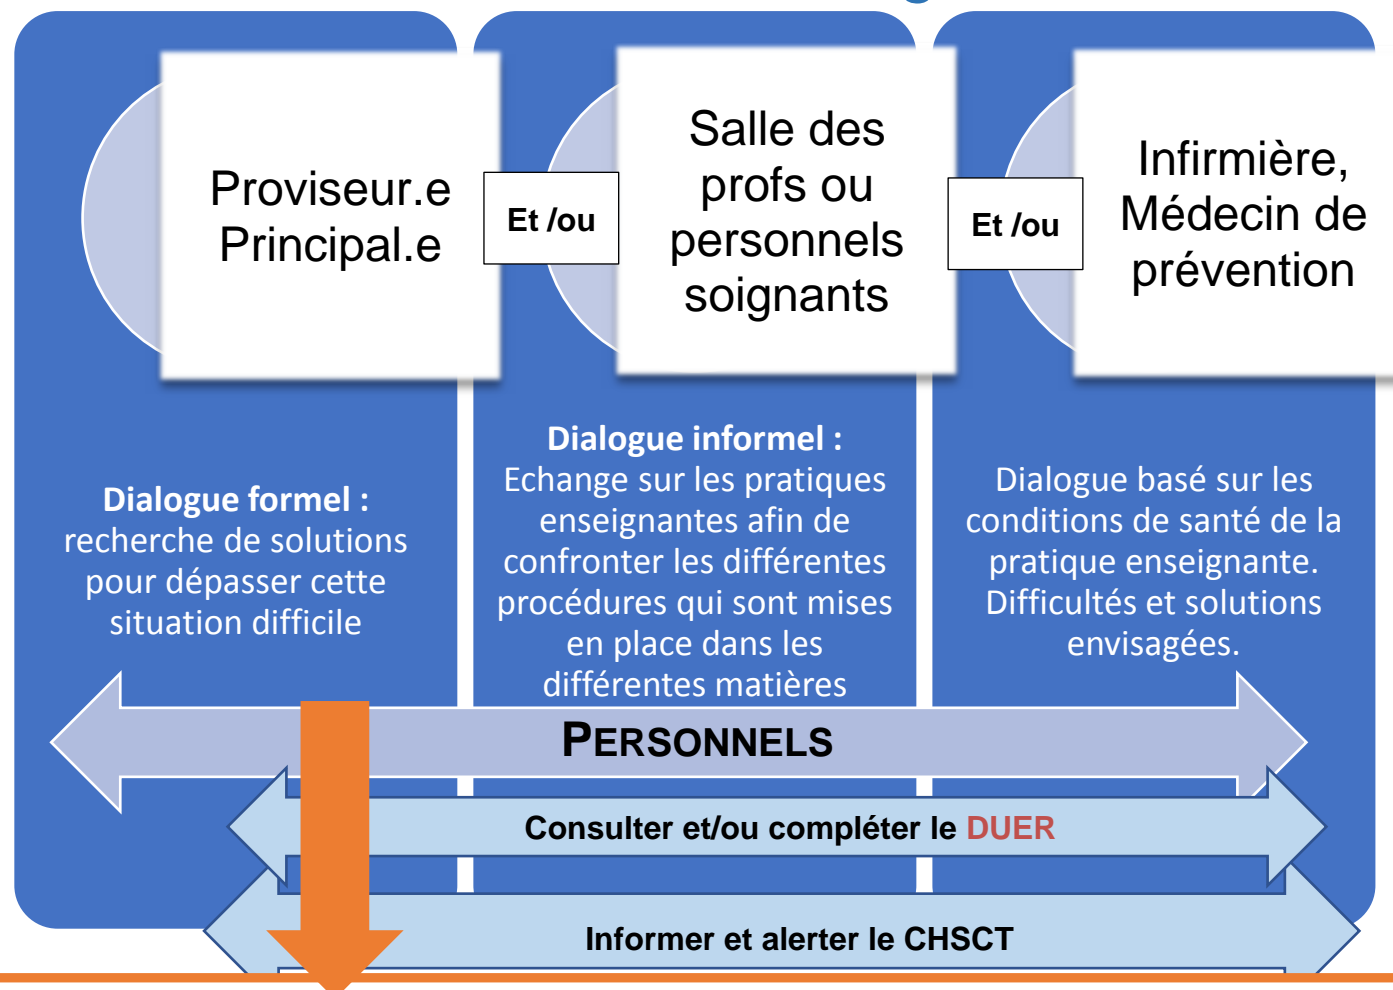 Proviseur.e
Principal.e
Et /ou
Salle des
profs ou
personnels
soignants
Et /ou
Infirmière,
Médecin de
prévention
Dialogue formel :
recherche de solutions
pour dépasser cette
situation difficile
Dialogue informel :
Echange sur les pratiques
enseignantes afin de
confronter les différentes
procédures qui sont mises
en place dans les
différentes matières
Dialogue basé sur les
conditions de santé de la
pratique enseignante.
Difficultés et solutions
envisagées.
PERSONNELS
Consulter et/ou compléter le DUER
Informer et alerter le CHSCT